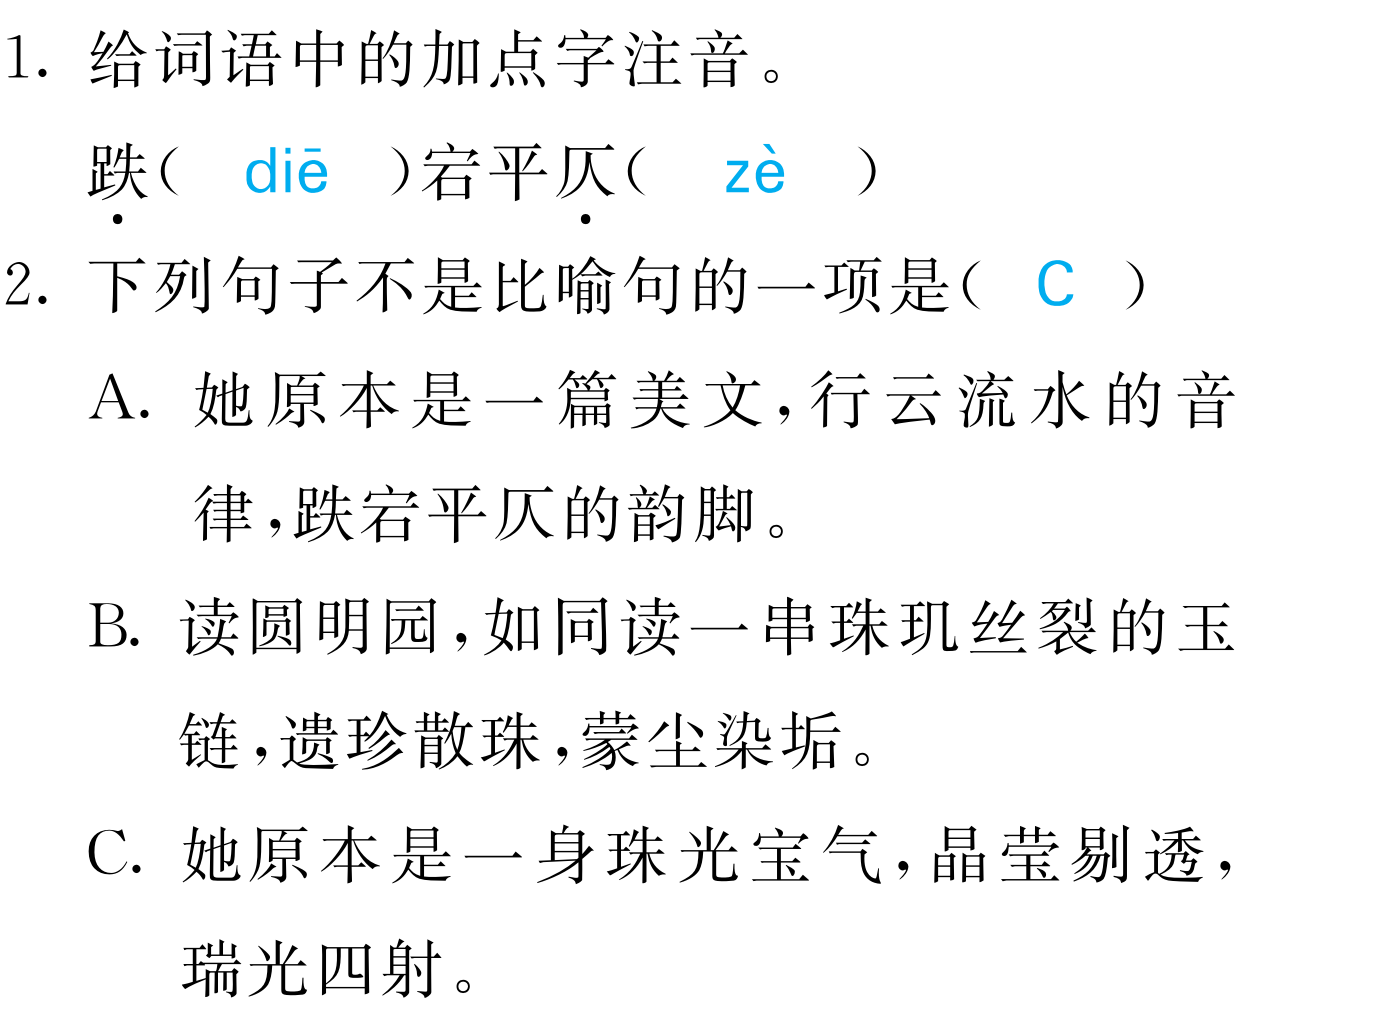 1. 给词语中的加点字注音。
跌( diē )宕平仄( zè )
2. 下列句子不是比喻句的一项是( C )
A. 她原本是一篇美文,行云流水的音
律,跌宕平仄的韵脚。
B. 读圆明园,如同读一串珠玑丝裂的玉
链,遗珍散珠,蒙尘染垢。
C. 她原本是一身珠光宝气,晶莹剔透,
瑞光四射。